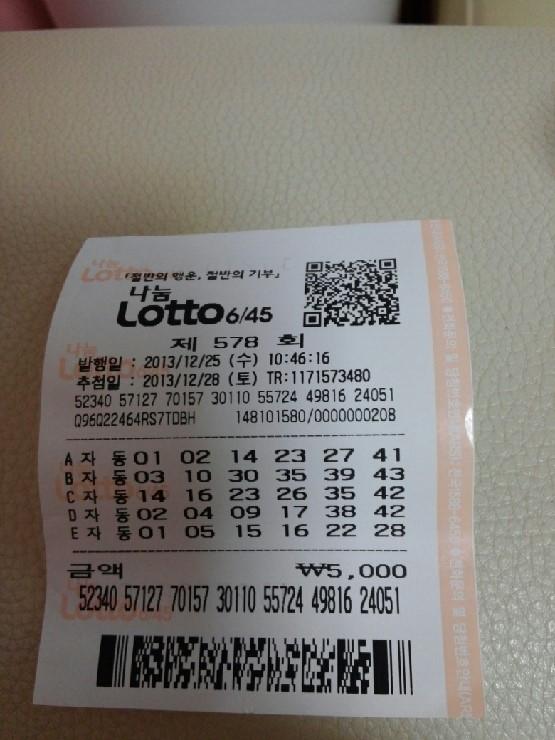 「절반의 행운, 절반의 기부」
나눔
Lotto 6/45
제 578 회
발행일 : 2013/12/25 (수) 10:46:16
추첨일 : 2013/12/28 (토) TR:1171573480
52340 57127 70157 30110 55724 49816 24051
Q96Q22464RS7TDBH 148101580/0000000208
A 자 동 01 02 14 23 27 41
B 자 동 03 10 30 35 39 43
C 자 동 14 16 23 26 35 42
D 자 동 02 04 09 17 38 42
E 자 동 01 05 15 16 22 28
금액 ₩5,000
52340 57127 70157 30110 55724 49816 24051